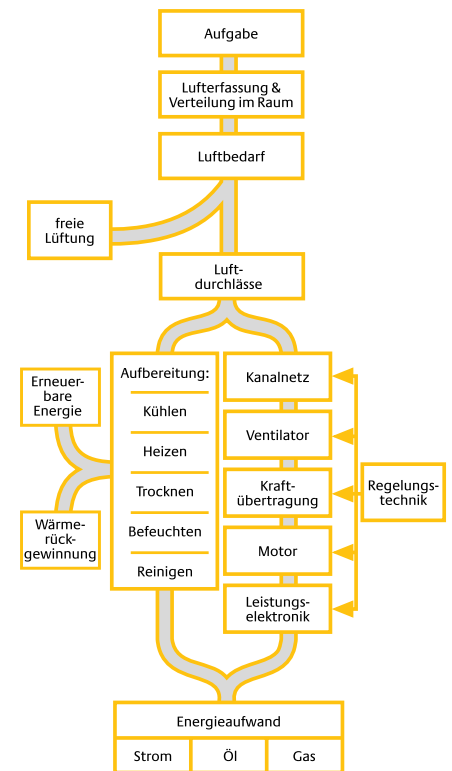 Aufgabe
Lufterfassung &
Verteilung im Raum
Luftbedarf
freie
Lüftung
Luft-
durchlässe
Erneuer-
bare
Energie
Wärme-
rück-
gewinnung
Aufbereitung:
Kühlen
Heizen
Trocknen
Befeuchten
Reinigen
Kanalnetz
Ventilator
Kraft-
übertragung
Motor
Leistungs-
elektronik
Regelungs-
technik
Energieaufwand
Strom
Öl
Gas